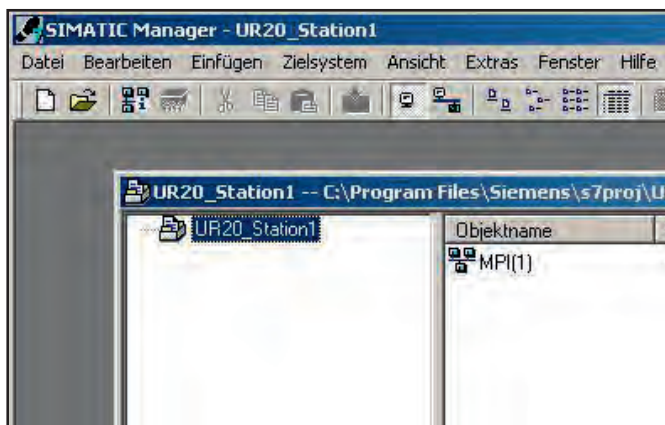 SIMATIC Manager - UR20_Station1
Datei Bearbeiten Einfügen Zielsystem Ansicht Extras Fenster Hilfe
UR20_Station1 -- C:\Program Files\Siemens\s7proj\U
UR20_Station1
Objektname
MPI(1)